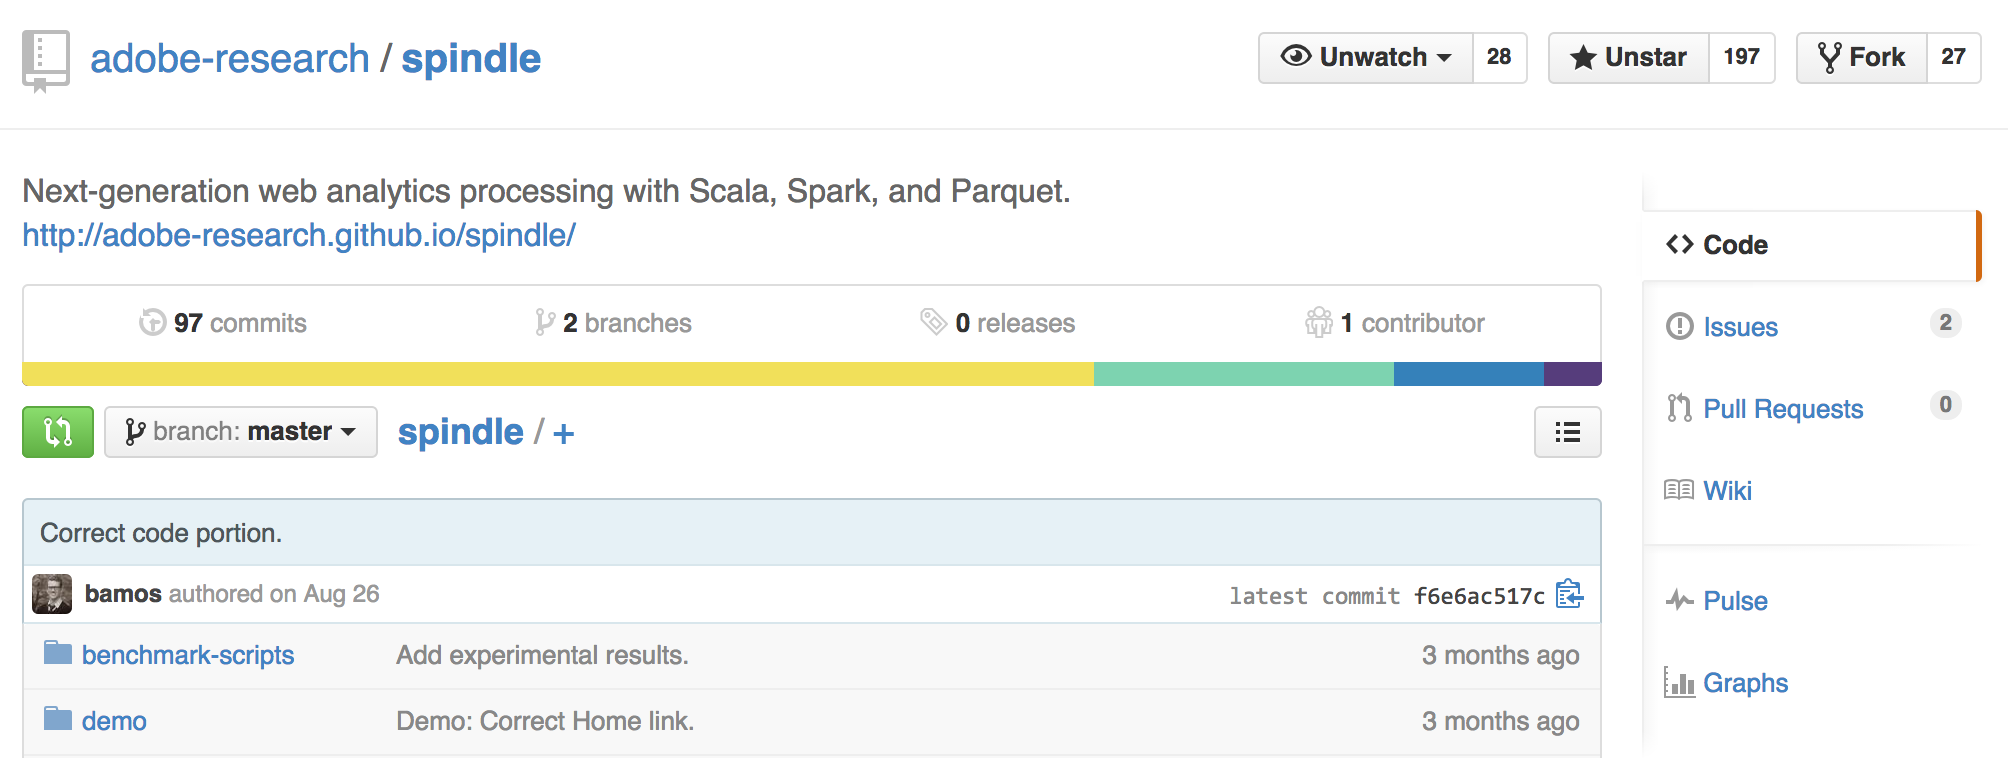 adobe-research / spindle
Unwatch 28 Unstar 197 Fork 27
Next-generation web analytics processing with Scala, Spark, and Parquet.
http://adobe-research.github.io/spindle/
97 commits 2 branches 0 releases 1 contributor
branch: master spindle / +
Correct code portion.
bamos authored on Aug 26 latest commit f6e6ac517c
benchmark-scripts Add experimental results. 3 months ago
demo Demo: Correct Home link. 3 months ago
Code
Issues 2
Pull Requests 0
Wiki
Pulse
Graphs